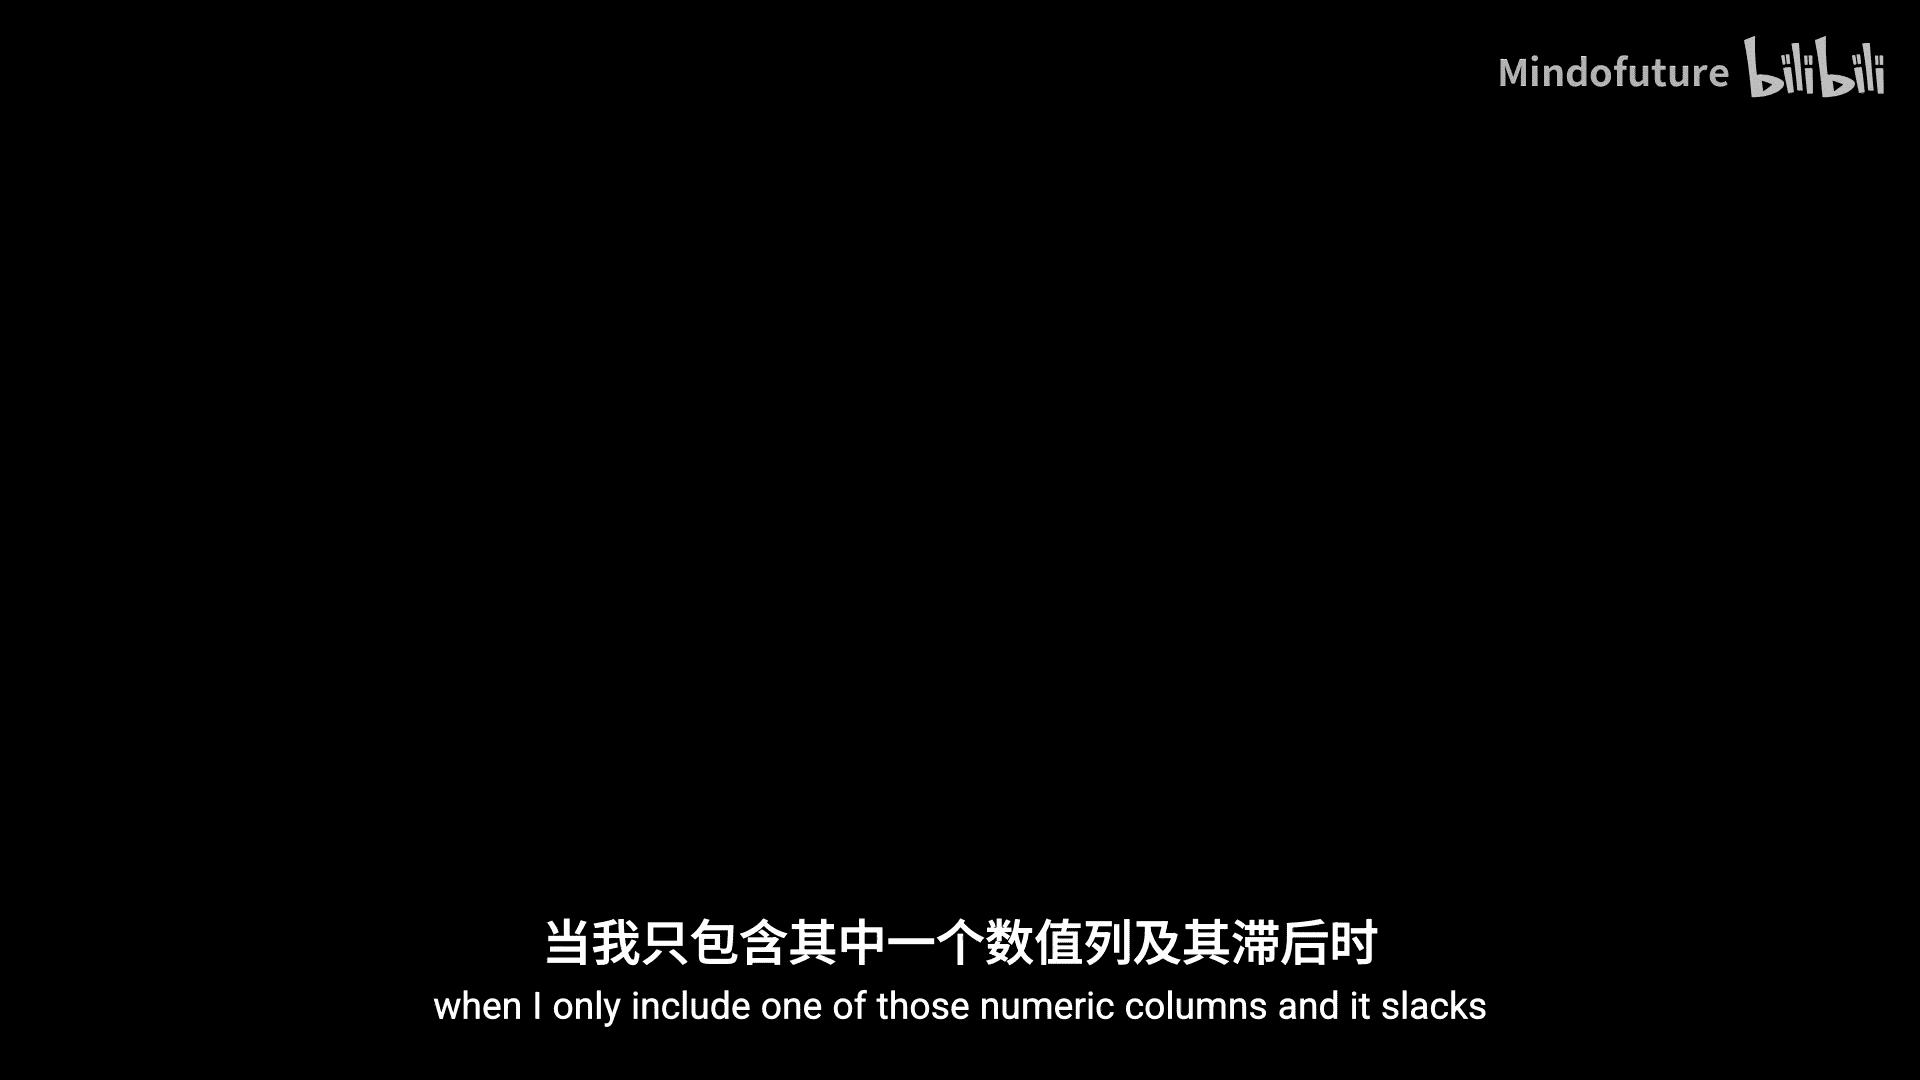 Mindofuture bilibili
当我只包含其中一个数值列及其滞后时
when I only include one of those numeric columns and it slacks